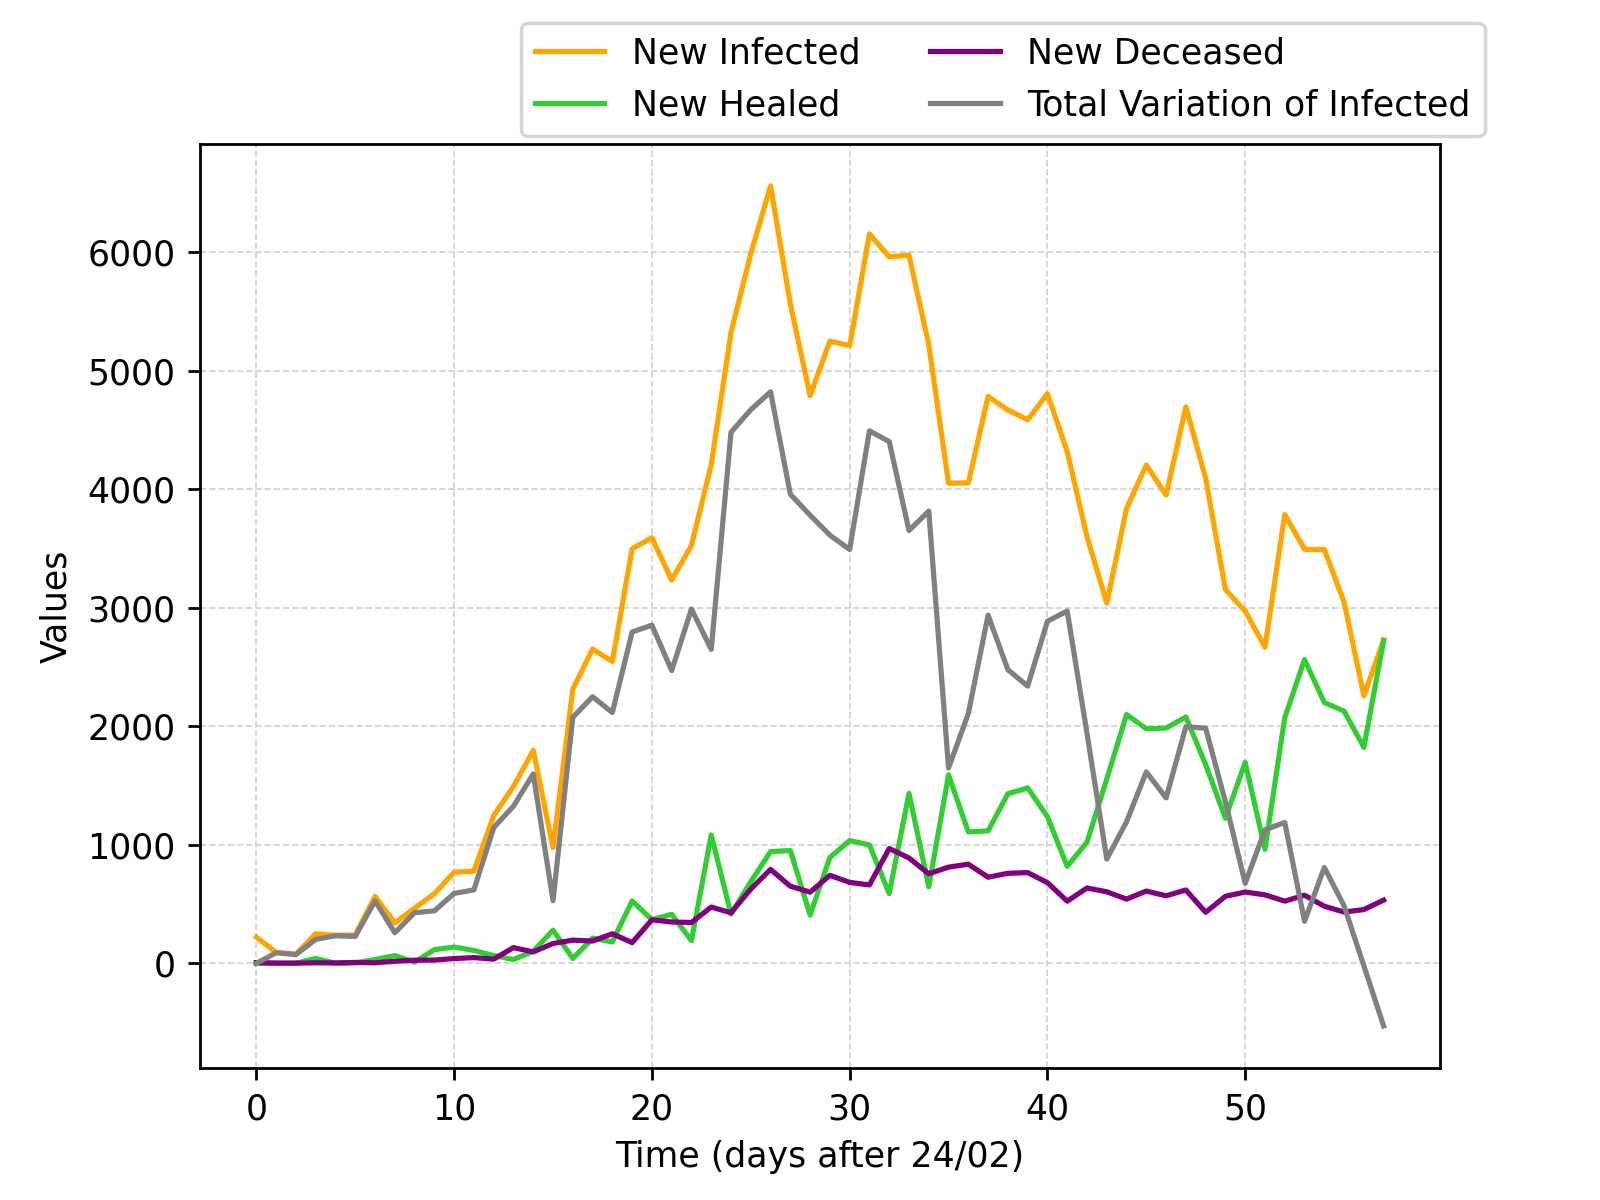 New Infected
New Healed
New Deceased
Total Variation of Infected
6000
5000
4000
3000
2000
1000
0
Values
0 10 20 30 40 50
Time (days after 24/02)